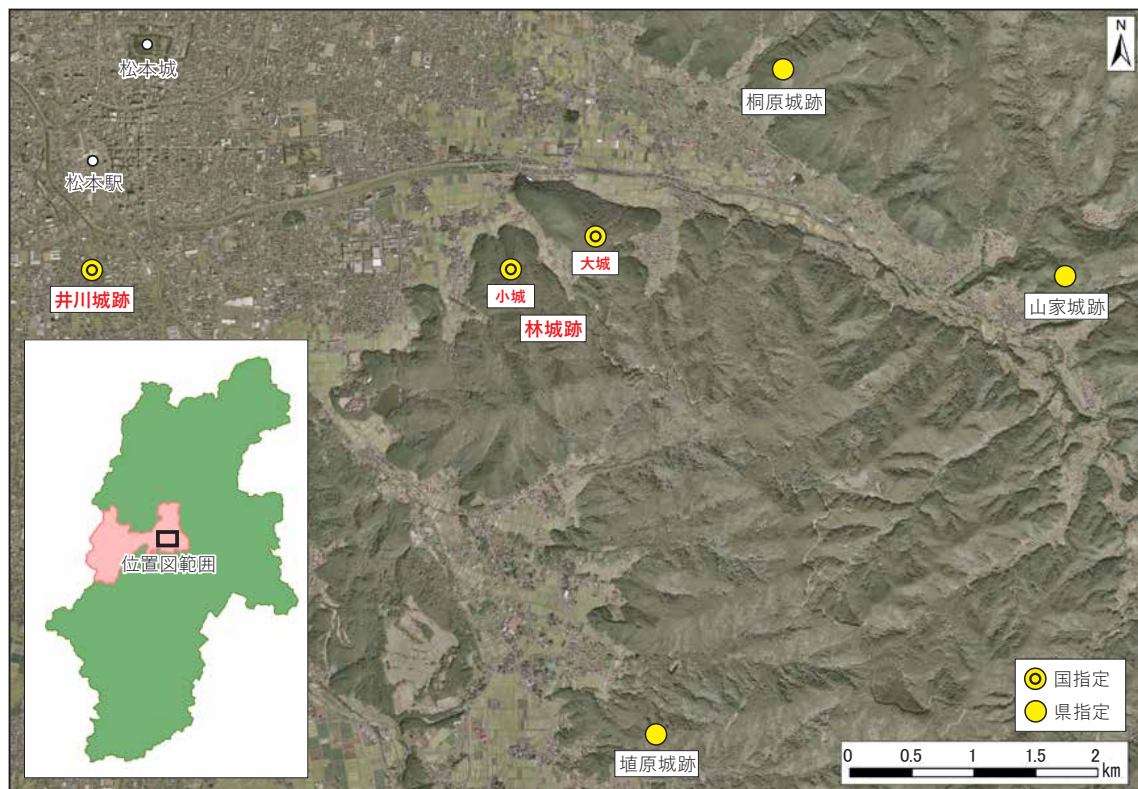 N
松本城
桐原城跡
松本駅
大城
井川城跡
小城
山家城跡
林城跡
位置図範囲
国指定
県指定
埴原城跡
0 0.5 1 1.5 2
km